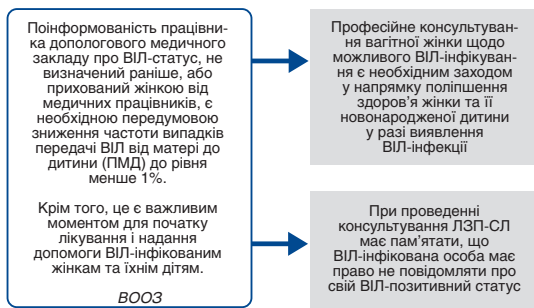 Поінформованість працівни-
ка допологового медичного
закладу про ВІЛ-статус, не
визначений раніше, або
прихований жінкою від
медичних працівників, є
необхідною передумовою
зниження частоти випадків
передачі ВІЛ від матері до
дитини (ПМД) до рівня
менше 1%.
Крім того, це є важливим
моментом для початку
лікування і надання
допомоги ВІЛ-інфікованим
жінкам та їхнім дітям.
ВООЗ
Професійне консультуван-
ня вагітної жінки щодо
можливого ВІЛ-інфікуван-
ня є необхідним заходом
у напрямку поліпшення
здоров’я жінки та її
новонародженої дитини
у разі виявлення
ВІЛ-інфекції
При проведенні
консультування ЛЗП-СЛ
має пам’ятати, що
ВІЛ-інфікована особа має
право не повідомляти про
свій ВІЛ-позитивний статус